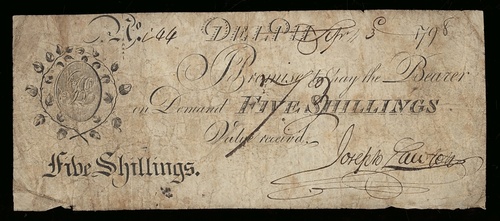 No. 144 DELPH Apr. 3 1798
I Promise to pay the Bearer
on Demand FIVE SHILLINGS
Value received.
Five Shillings. Joseph Lawton